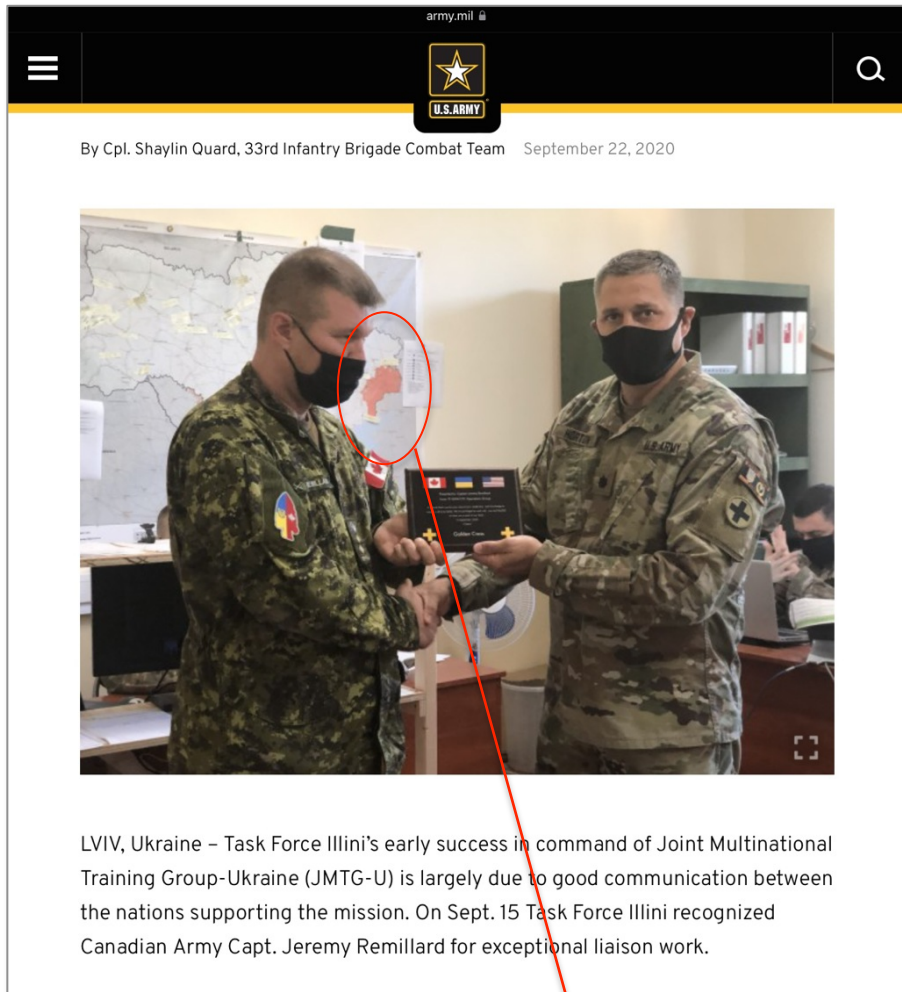 army.mil
U.S.ARMY
By Cpl. Shaylin Quard, 33rd Infantry Brigade Combat Team September 22, 2020
U.S. ARMY
Golden Cross
LVIV, Ukraine – Task Force Illini's early success in command of Joint Multinational
Training Group-Ukraine (JMTG-U) is largely due to good communication between
the nations supporting the mission. On Sept. 15 Task Force Illini recognized
Canadian Army Capt. Jeremy Remillard for exceptional liaison work.